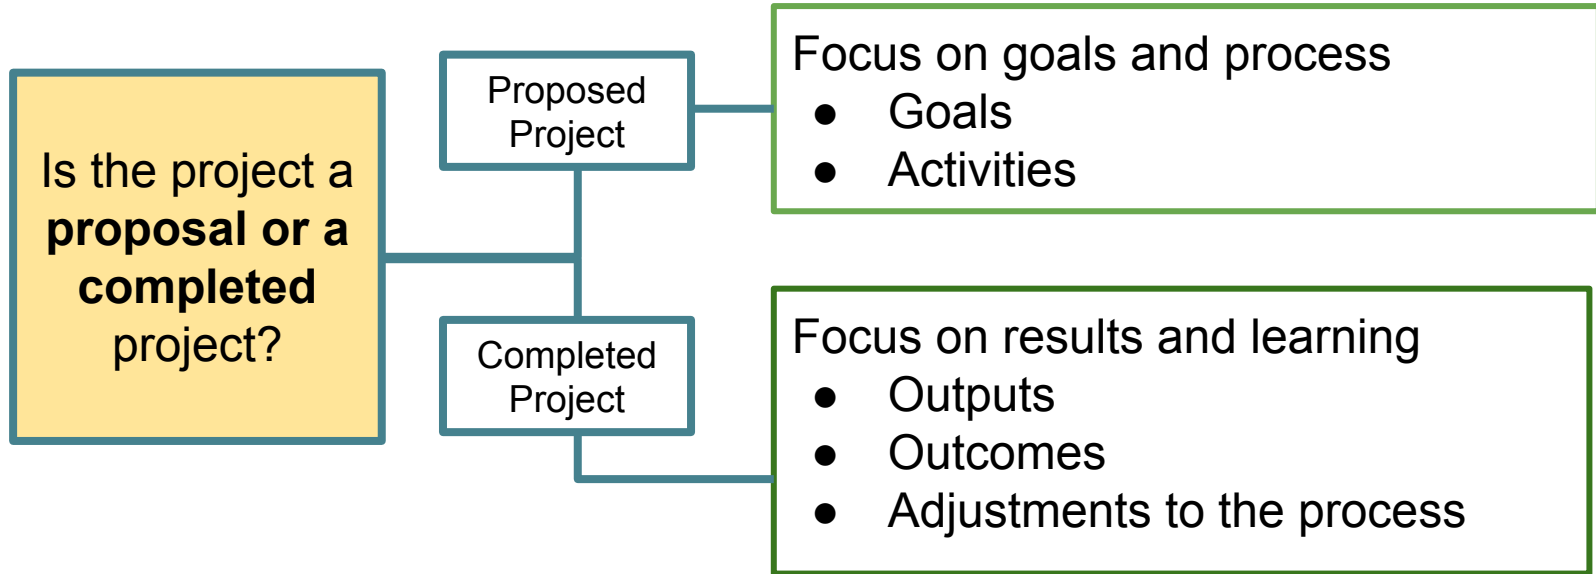 Is the project a
proposal or a
completed
project?
Proposed
Project
Focus on goals and process
● Goals
● Activities
Completed
Project
Focus on results and learning
● Outputs
● Outcomes
● Adjustments to the process